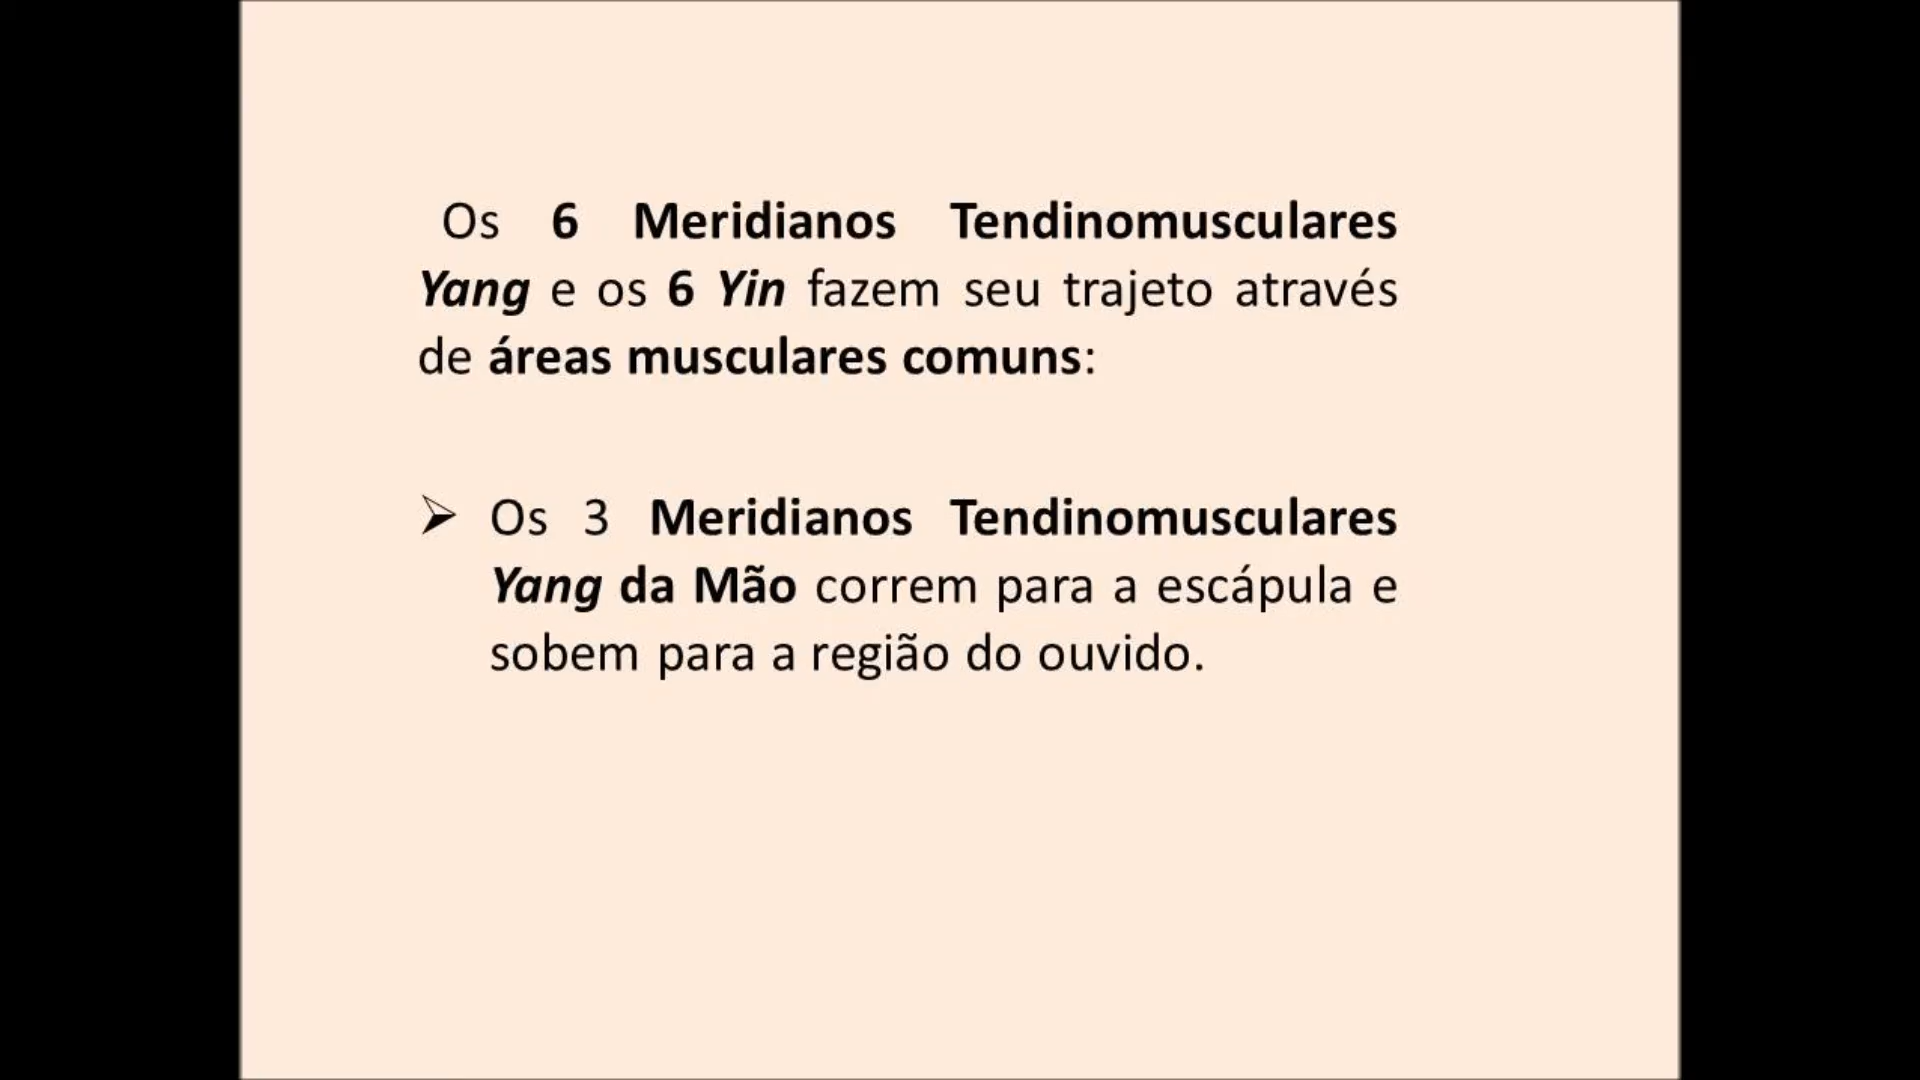 Os 6 Meridianos Tendinomusculares
Yang e os 6 Yin fazem seu trajeto através
de áreas musculares comuns:
➢ Os 3 Meridianos Tendinomusculares
Yang da Mão correm para a escápula e
sobem para a região do ouvido.